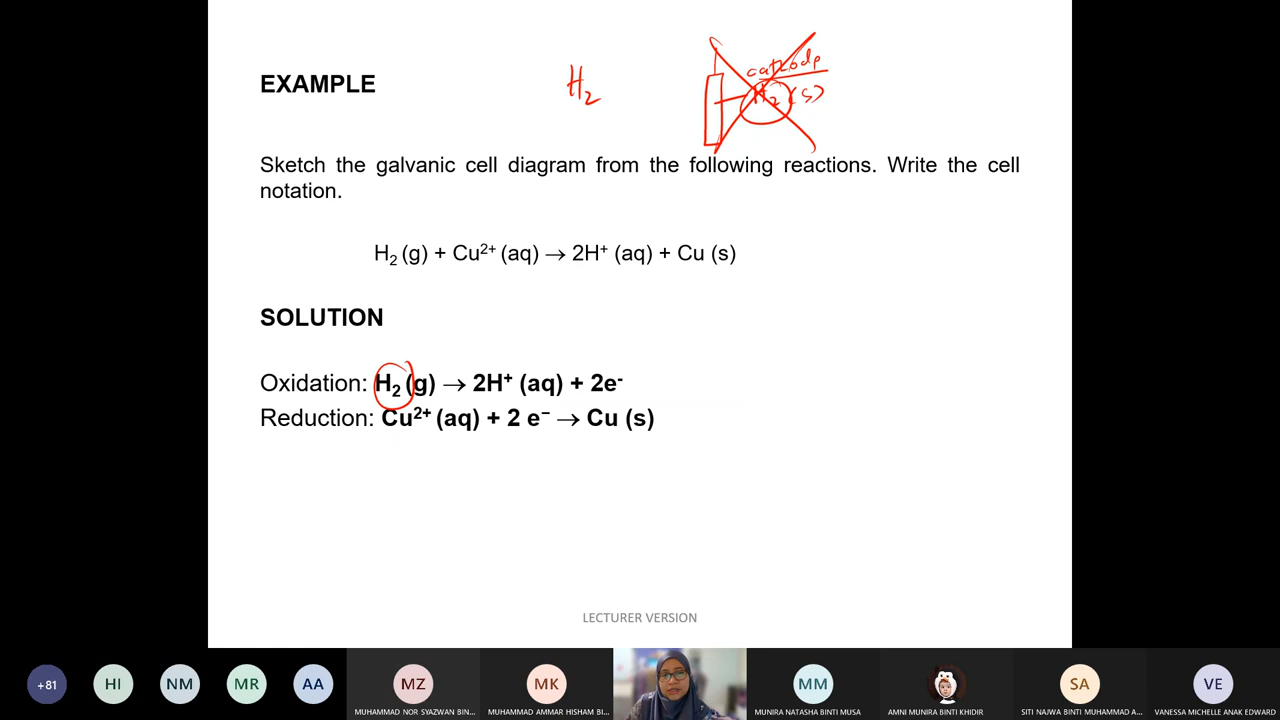 cathode
EXAMPLE
H₂
H₂ (s)
Sketch the galvanic cell diagram from the following reactions. Write the cell
notation.
H₂ (g) + Cu²⁺ (aq) → 2H⁺ (aq) + Cu (s)
SOLUTION
Oxidation: H₂ (g) → 2H⁺ (aq) + 2e⁻
Reduction: Cu²⁺ (aq) + 2 e⁻ → Cu (s)
LECTURER VERSION
+81 HI NM MR AA MZ MK MM SA VE
MUHAMMAD NOR SYAZWAN BIN... MUHAMMAD AMMAR HISHAM BI... MUNIRA NATASHA BINTI MUSA AMNI MUNIRA BINTI KHIDIR SITI NAJWA BINTI MUHAMMAD A... VANESSA MICHELLE ANAK EDWARD